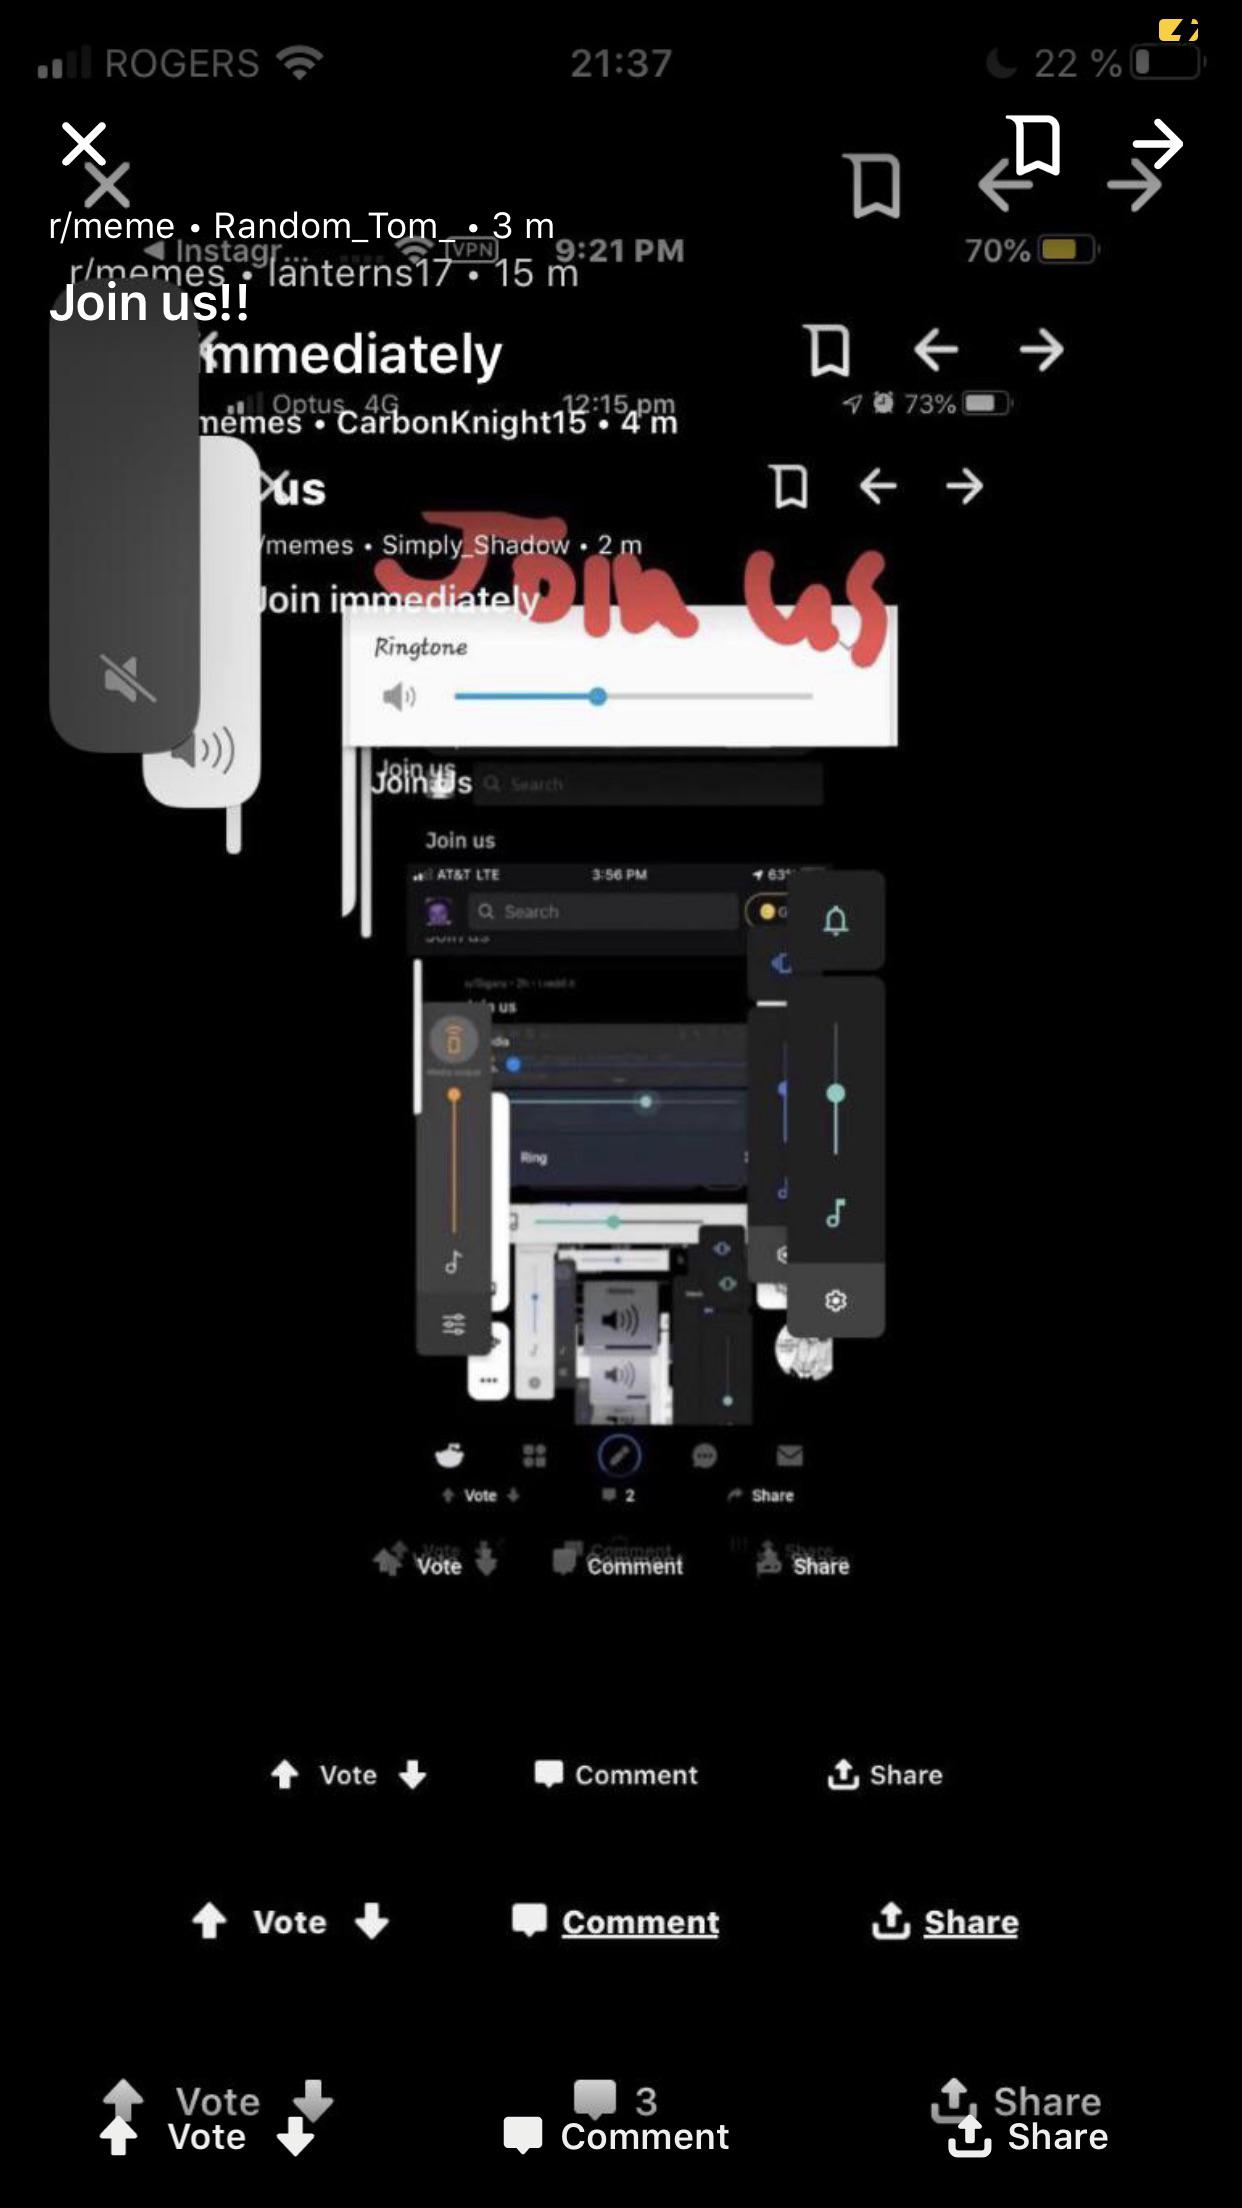 ROGERS 21:37 22 %
r/meme • Random_Tom_ • 3 m
Instagr... VPN 9:21 PM 70%
r/memes • lanterns17 • 15 m
Join us!!
mmediately
Optus 4G 12:15 pm 73%
memes • CarbonKnight15 • 4 m
us
/memes • Simply_Shadow • 2 m
Join us
Join immediately
Ringtone
Join us
Join Us
Search
Join us
AT&T LTE 3:56 PM 63
Search
Join us
us
Ring
Vote 2 Share
Vote Comment Share
Vote Comment Share
Vote Comment Share
Vote Comment Share
Vote 3 Share
Vote Comment Share